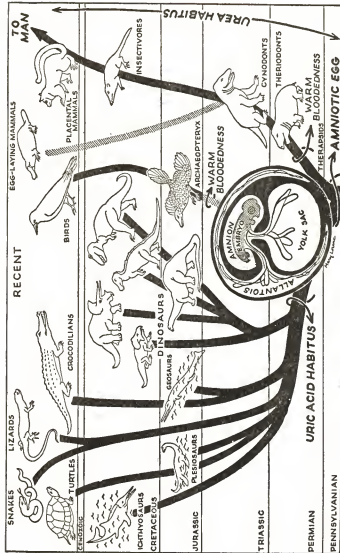 UREA HABITUS
TO MAN
INSECTIVORES
PLACENTAL MAMMALS
EGG-LAYING MAMMALS
CYNODONTS
THERIODONTS
WARM BLOODEDNESS
THERAPSIDS
AMNIOTIC EGG
BIRDS
ARCHAEOPTERYX
WARM BLOODEDNESS
RECENT
DINOSAURS
AMNION
EMBRYO
YOLK SAC
ALLANTOIS
CROCODILIANS
GEOSAURS
URIC ACID HABITUS
LIZARDS
SNAKES
TURTLES
PLESIOSAURS
ICHTHYOSAURS
CENOZOIC
CRETACEOUS
JURASSIC
TRIASSIC
PERMIAN
PENNSYLVANIAN